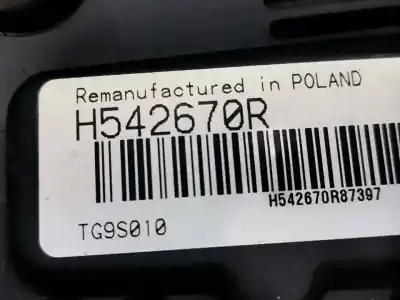 Remanufactured in POLAND
H542670R
H542670R87397
TG9S010